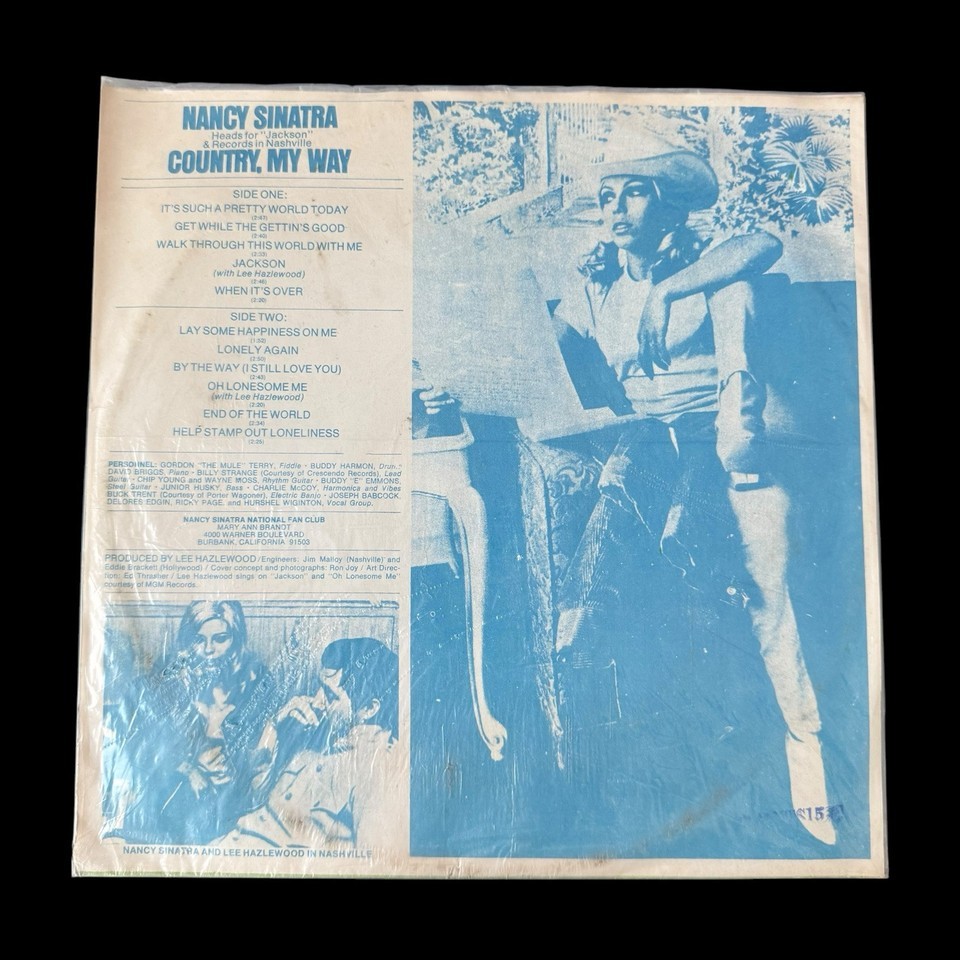 NANCY SINATRA
Heads for "Jackson"
& Records in Nashville
COUNTRY, MY WAY
SIDE ONE:
IT'S SUCH A PRETTY WORLD TODAY
(2:47)
GET WHILE THE GETTIN'S GOOD
WALK THROUGH THIS WORLD WITH ME
JACKSON
(with Lee Hazlewood)
(2:46)
WHEN IT'S OVER
SIDE TWO:
LAY SOME HAPPINESS ON ME
(1:52)
LONELY AGAIN
BY THE WAY (I STILL LOVE YOU)
OH LONESOME ME
(with Lee Hazlewood)
END OF THE WORLD
(2:34)
HELP STAMP OUT LONELINESS
PERSONNEL: GORDON "THE MULE" TERRY, Fiddle - BUDDY HARMON, Drum
DAVID BRIGGS, Piano - BILLY STRANGE (Courtesy of Crescendo Records), Lead
Guitar - CHIP YOUNG and WAYNE MOSS, Rhythm Guitar - BUDDY "E" EMMONS,
Steel Guitar - JUNIOR HUSKY, Bass - CHARLIE McCOY, Harmonica and Vibes
BUCK TRENT (Courtesy of Porter Wagoner), Electric Banjo - JOSEPH BABCOCK,
DELORES EDGIN, RICKY PAGE, and HURSHEL WIGINTON, Vocal Group.
NANCY SINATRA NATIONAL FAN CLUB
MARY ANN BRANDT
4000 WARNER BOULEVARD
BURBANK, CALIFORNIA 91503
PRODUCED BY LEE HAZLEWOOD / Engineers: Jim Malloy (Nashville) and
Eddie Brackett (Hollywood) / Cover concept and photographs: Ron Joy / Art Direc-
tion: Ed Thrasher / Lee Hazlewood sings on "Jackson" and "Oh Lonesome Me"
courtesy of MGM Records.
NANCY SINATRA AND LEE HAZLEWOOD IN NASHVILLE